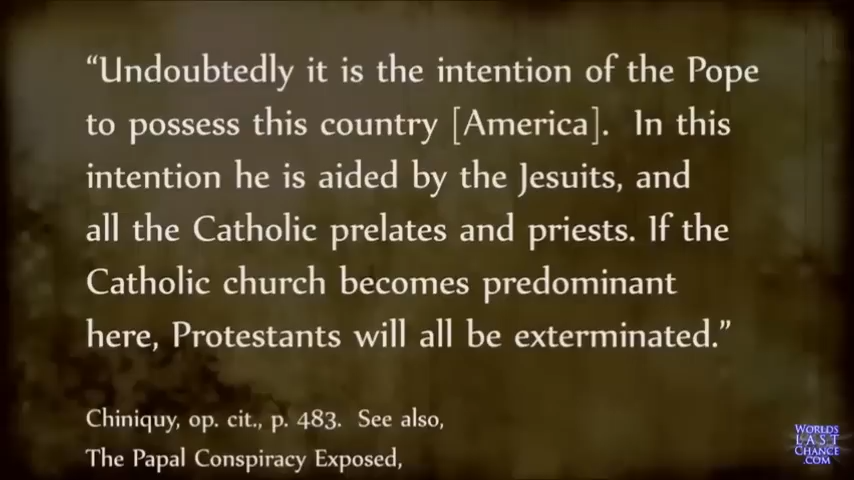 “Undoubtedly it is the intention of the Pope
to possess this country [America].  In this
intention he is aided by the Jesuits, and
all the Catholic prelates and priests. If the
Catholic church becomes predominant
here, Protestants will all be exterminated.”
Chiniquy, op. cit., p. 483.  See also,
The Papal Conspiracy Exposed,
WORLDS
LAST
CHANCE
.COM